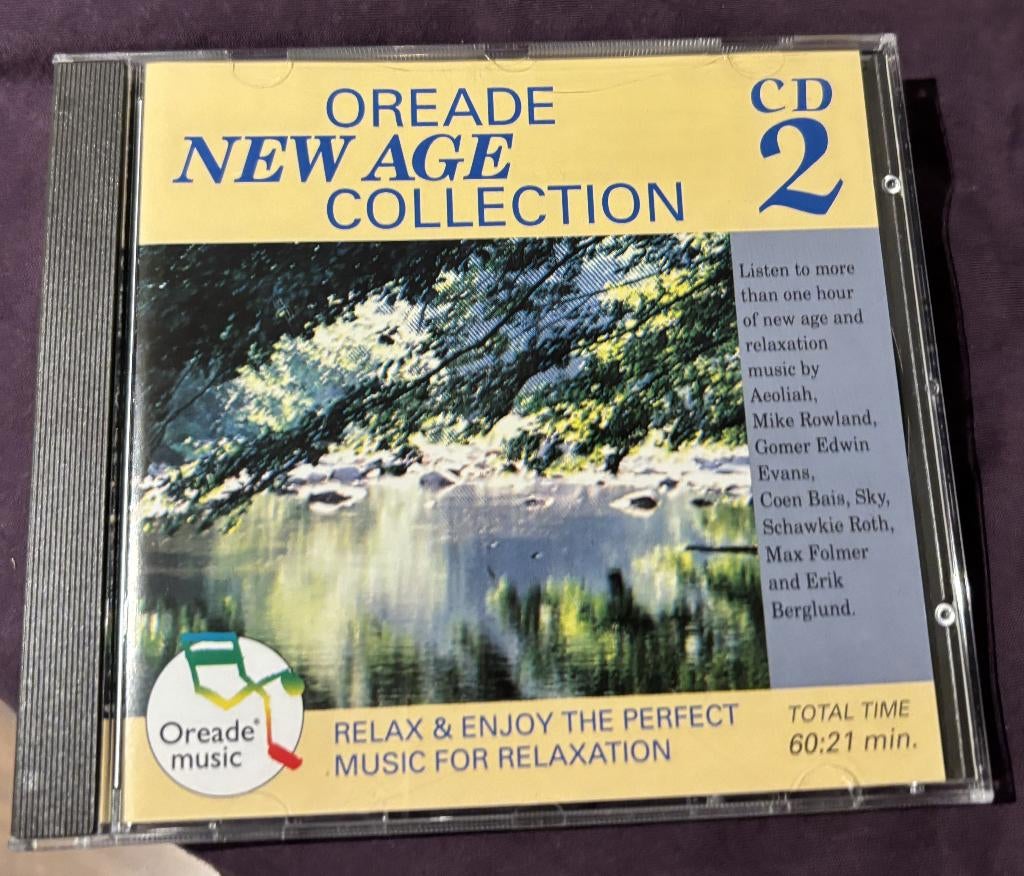 OREADE
NEW AGE
COLLECTION
CD
2
Listen to more
than one hour
of new age and
relaxation
music by
Aeoliah,
Mike Rowland,
Gomer Edwin
Evans,
Coen Bais, Sky,
Schawkie Roth,
Max Folmer
and Erik
Berglund.
Oreade®
music
RELAX & ENJOY THE PERFECT
MUSIC FOR RELAXATION
TOTAL TIME
60:21 min.